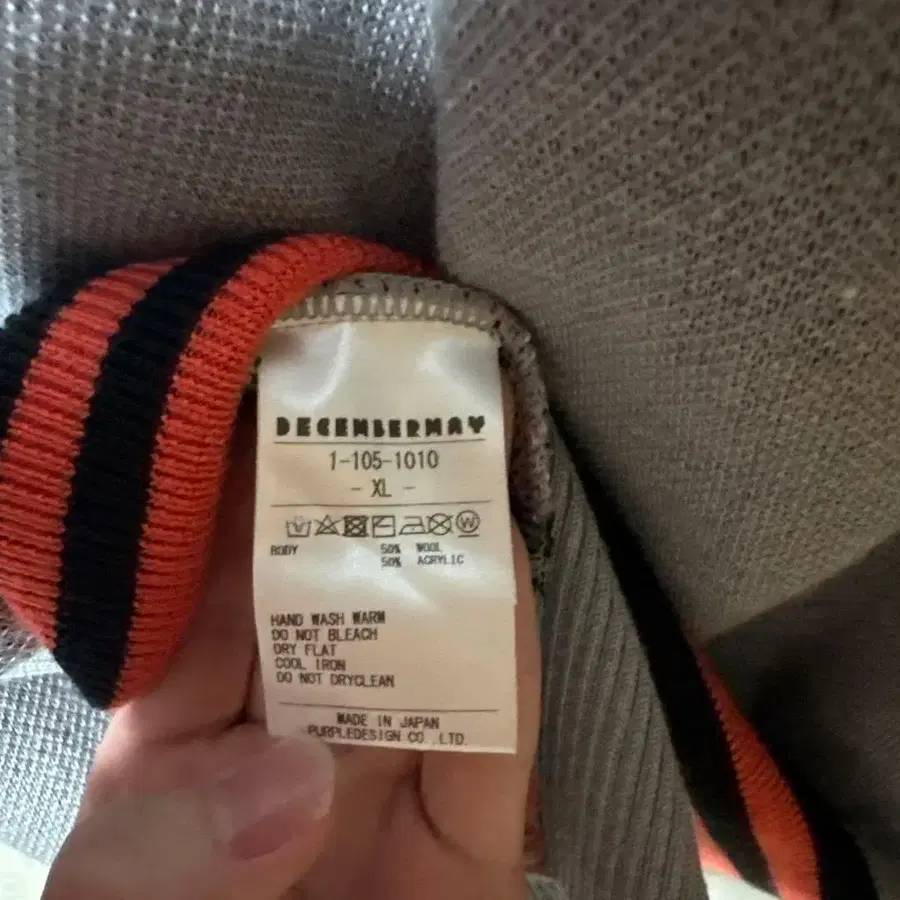 DECEMBERMAY
1-105-1010
- XL -
BODY 50% WOOL
50% ACRYLIC
HAND WASH WARM
DO NOT BLEACH
DRY FLAT
COOL IRON
DO NOT DRYCLEAN
MADE IN JAPAN
PURPLEDESIGN CO.,LTD.